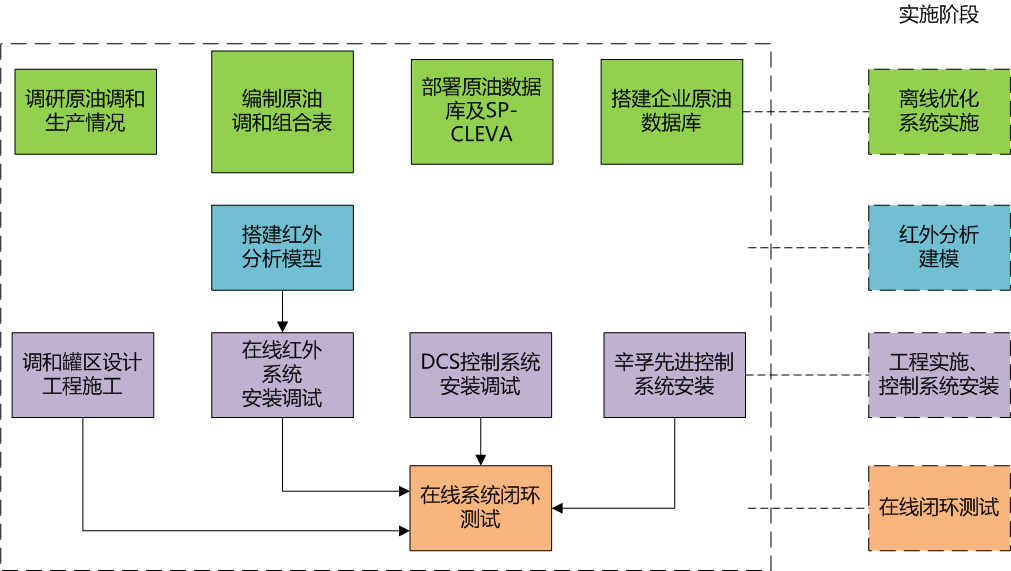 实施阶段
调研原油调和
生产情况
编制原油
调和组合表
部署原油数据
库及SP-
CLEVA
搭建企业原油
数据库
离线优化
系统实施
搭建红外
分析模型
红外分析
建模
调和罐区设计
工程施工
在线红外
系统
安装调试
DCS控制系统
安装调试
辛孚先进控制
系统安装
工程实施、
控制系统安装
在线系统闭环
测试
在线闭环测试